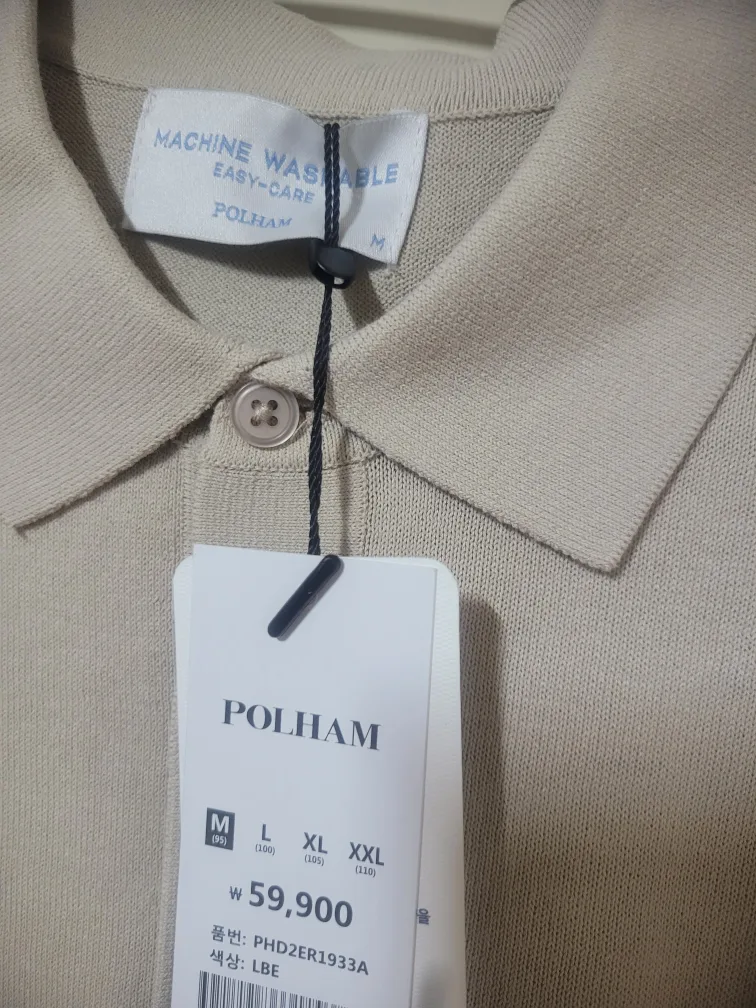 MACHINE WASHABLE
EASY-CARE
POLHAM
M
POLHAM
M L XL XXL
(95) (100) (105) (110)
₩ 59,900
품번: PHD2ER1933A
색상: LBE
율